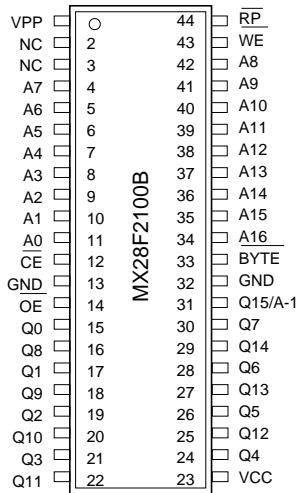 VPP 44 RP
NC 2 43 WE
NC 3 42 A8
A7 4 41 A9
A6 5 40 A10
A5 6 39 A11
A4 7 38 A12
A3 8 37 A13
A2 9 36 A14
A1 10 35 A15
A0 11 34 A16
CE 12 33 BYTE
GND 13 32 GND
OE 14 31 Q15/A-1
Q0 15 30 Q7
Q8 16 29 Q14
Q1 17 28 Q6
Q9 18 27 Q13
Q2 19 26 Q5
Q10 20 25 Q12
Q3 21 24 Q4
Q11 22 23 VCC
MX28F2100B